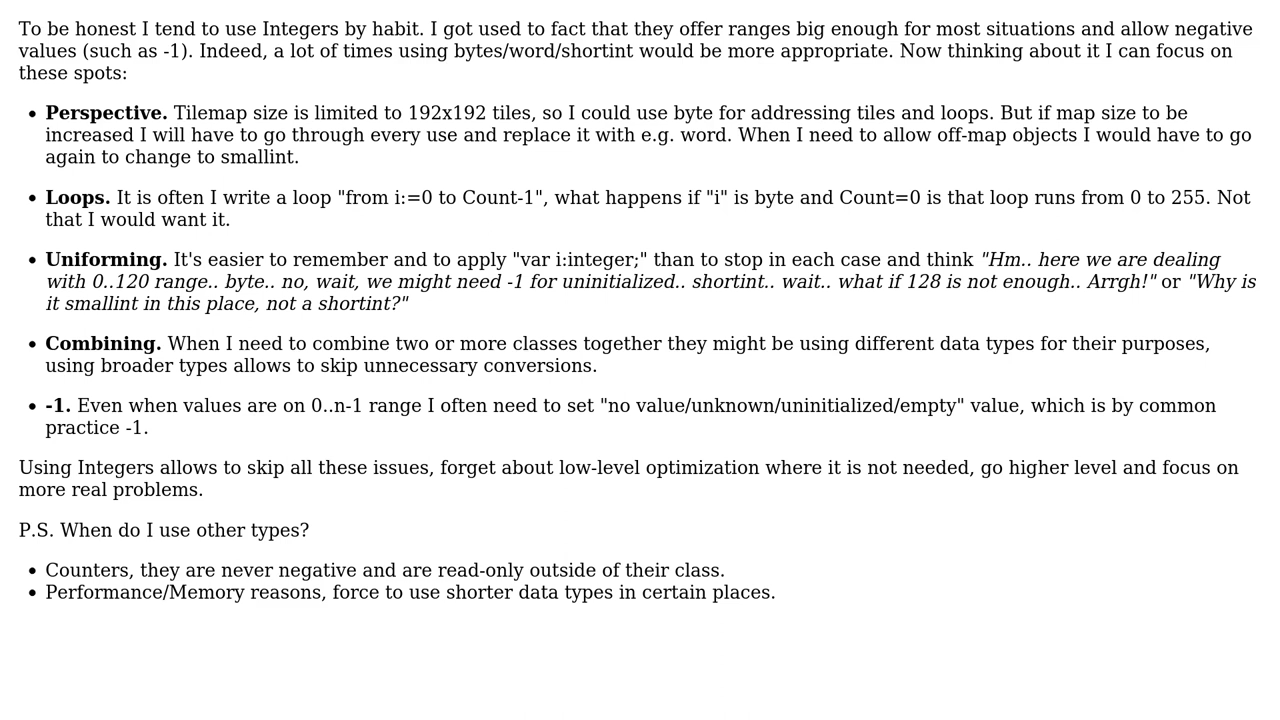 To be honest I tend to use Integers by habit. I got used to fact that they offer ranges big enough for most situations and allow negative
values (such as -1). Indeed, a lot of times using bytes/word/shortint would be more appropriate. Now thinking about it I can focus on
these spots:
• Perspective. Tilemap size is limited to 192x192 tiles, so I could use byte for addressing tiles and loops. But if map size to be
increased I will have to go through every use and replace it with e.g. word. When I need to allow off-map objects I would have to go
again to change to smallint.
• Loops. It is often I write a loop "from i:=0 to Count-1", what happens if "i" is byte and Count=0 is that loop runs from 0 to 255. Not
that I would want it.
• Uniforming. It's easier to remember and to apply "var i:integer;" than to stop in each case and think "Hm.. here we are dealing
with 0..120 range.. byte.. no, wait, we might need -1 for uninitialized.. shortint.. wait.. what if 128 is not enough.. Arrgh!" or "Why is
it smallint in this place, not a shortint?"
• Combining. When I need to combine two or more classes together they might be using different data types for their purposes,
using broader types allows to skip unnecessary conversions.
• -1. Even when values are on 0..n-1 range I often need to set "no value/unknown/uninitialized/empty" value, which is by common
practice -1.
Using Integers allows to skip all these issues, forget about low-level optimization where it is not needed, go higher level and focus on
more real problems.
P.S. When do I use other types?
• Counters, they are never negative and are read-only outside of their class.
• Performance/Memory reasons, force to use shorter data types in certain places.